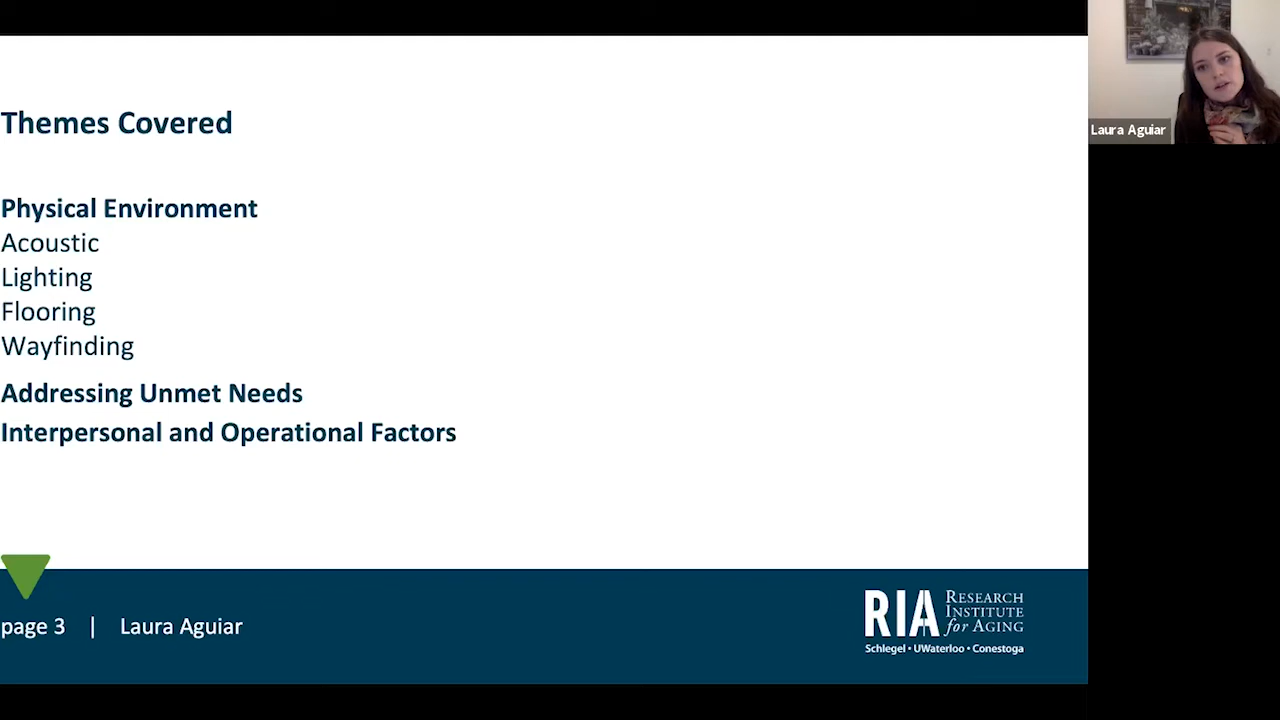 Themes Covered
Physical Environment
Acoustic
Lighting
Flooring
Wayfinding
Addressing Unmet Needs
Interpersonal and Operational Factors
page 3 | Laura Aguiar
RIA RESEARCH
INSTITUTE
for AGING
Schlegel • UWaterloo • Conestoga
Laura Aguiar